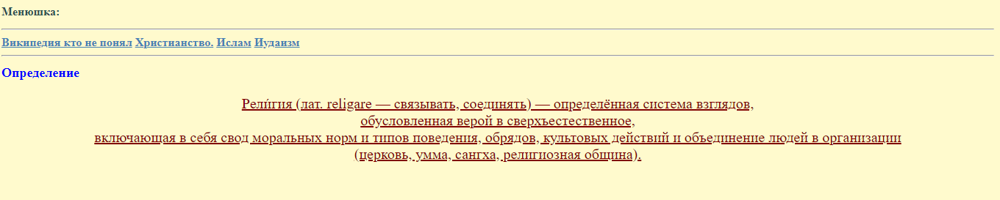 Менюшка:
Википедия кто не понял Христианство. Ислам Иудаизм
Определение
Рели́гия (лат. religare — связывать, соединять) — определённая система взглядов,
обусловленная верой в сверхъестественное,
включающая в себя свод моральных норм и типов поведения, обрядов, культовых действий и объединение людей в организации
(церковь, умма, сангха, религиозная община).